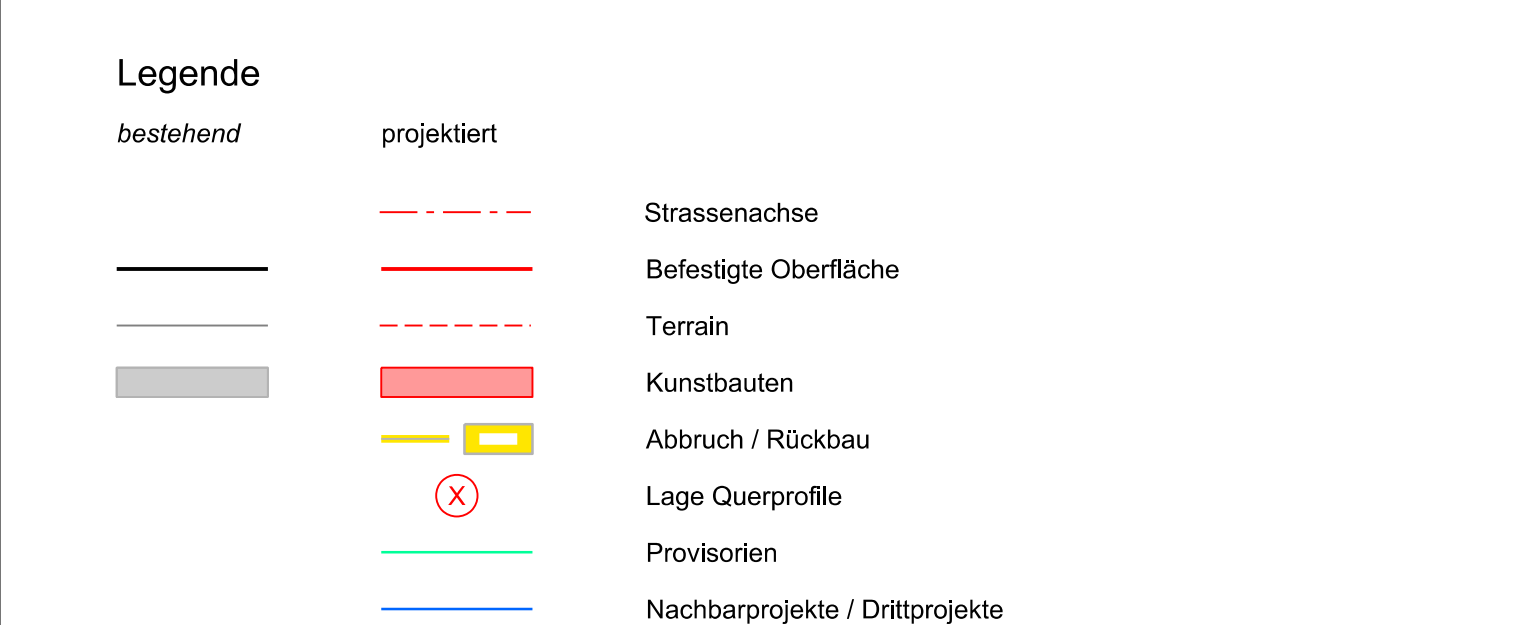 Legende
bestehend projektiert
Strassenachse
Befestigte Oberfläche
Terrain
Kunstbauten
Abbruch / Rückbau
X Lage Querprofile
Provisorien
Nachbarprojekte / Drittprojekte